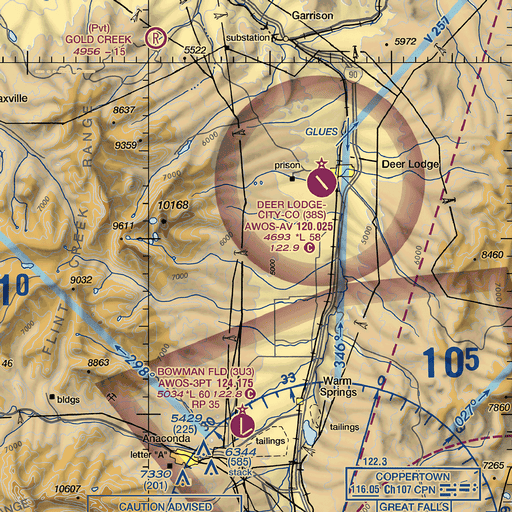 Garrison
(Pvt)
GOLD CREEK
4956 - 15
substation
5522
5972
V 257
90
8637
RANGE
6000
9359
GLUES
prison
Deer Lodge
7000
DEER LODGE-
CITY-CO (38S)
AWOS-AV 120.025
4693 *L 58
122.9 C
10168
9611
5000
CREEK
7000
8460
9032
6000
7000
FLINT
346°
105
46
8863
298°
BOWMAN FLD (3U3)
AWOS-3PT 124.175
5034 *L 60 122.8 C
RP 35
33
0
Warm
Springs
027°
7860
bldgs
5429
(225)
30
Anaconda
tailings
tailings
letter "A"
6344
(585)
stack
7330
(201)
122.3
COPPERTOWN
116.05 Ch107 CPN
7265
10607
CAUTION ADVISED
GREAT FALLS